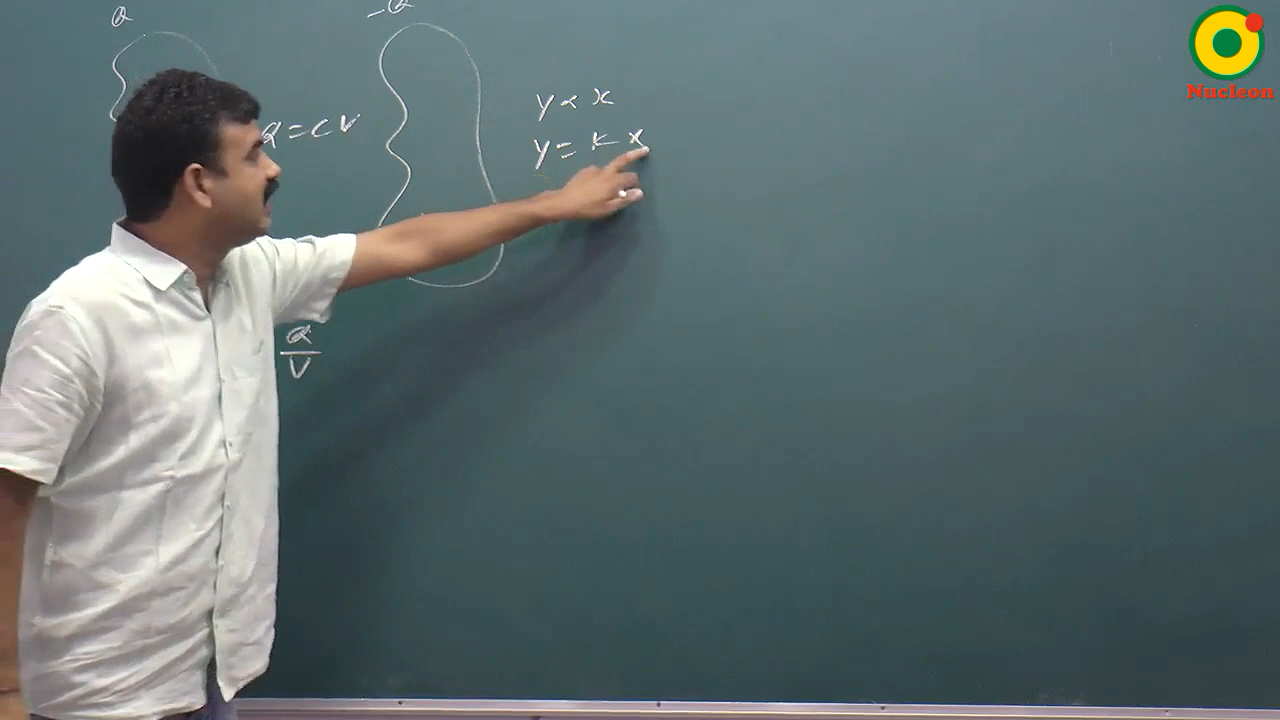 Q
-Q
Q = CV
y ∝ x
y = K x
Q
V
Nucleon